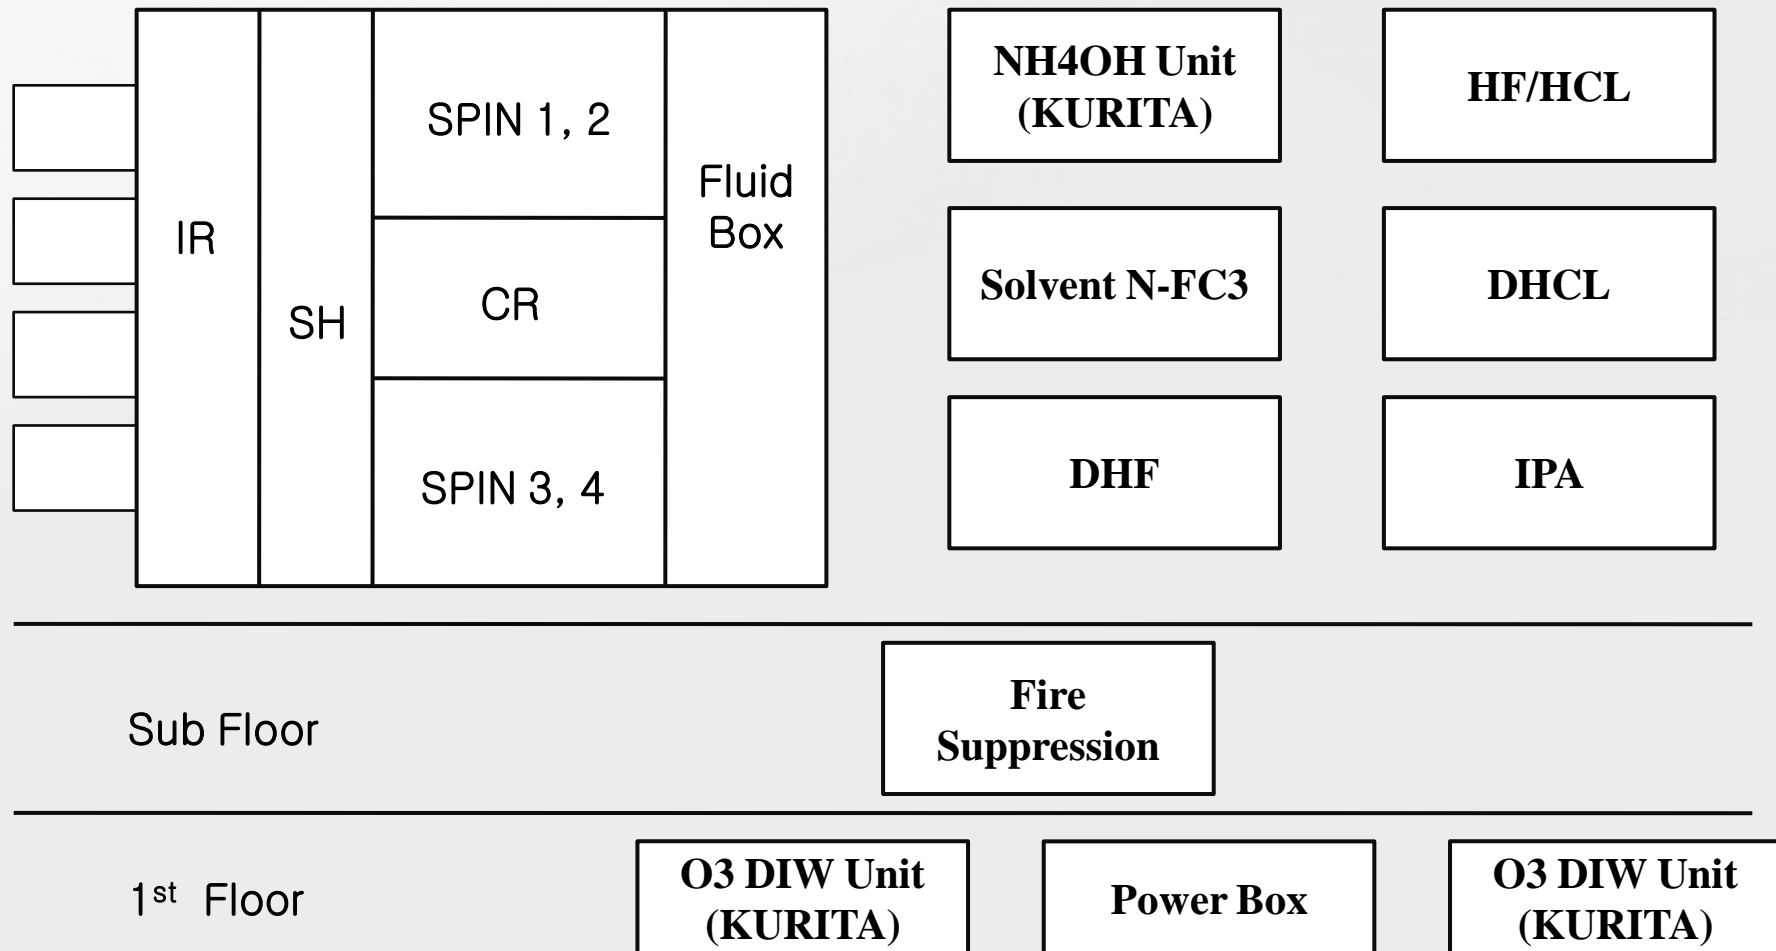 IR
SH
SPIN 1, 2
CR
SPIN 3, 4
Fluid
Box
NH4OH Unit
(KURITA)
HF/HCL
Solvent N-FC3
DHCL
DHF
IPA
Sub Floor
Fire
Suppression
1st Floor
O3 DIW Unit
(KURITA)
Power Box
O3 DIW Unit
(KURITA)